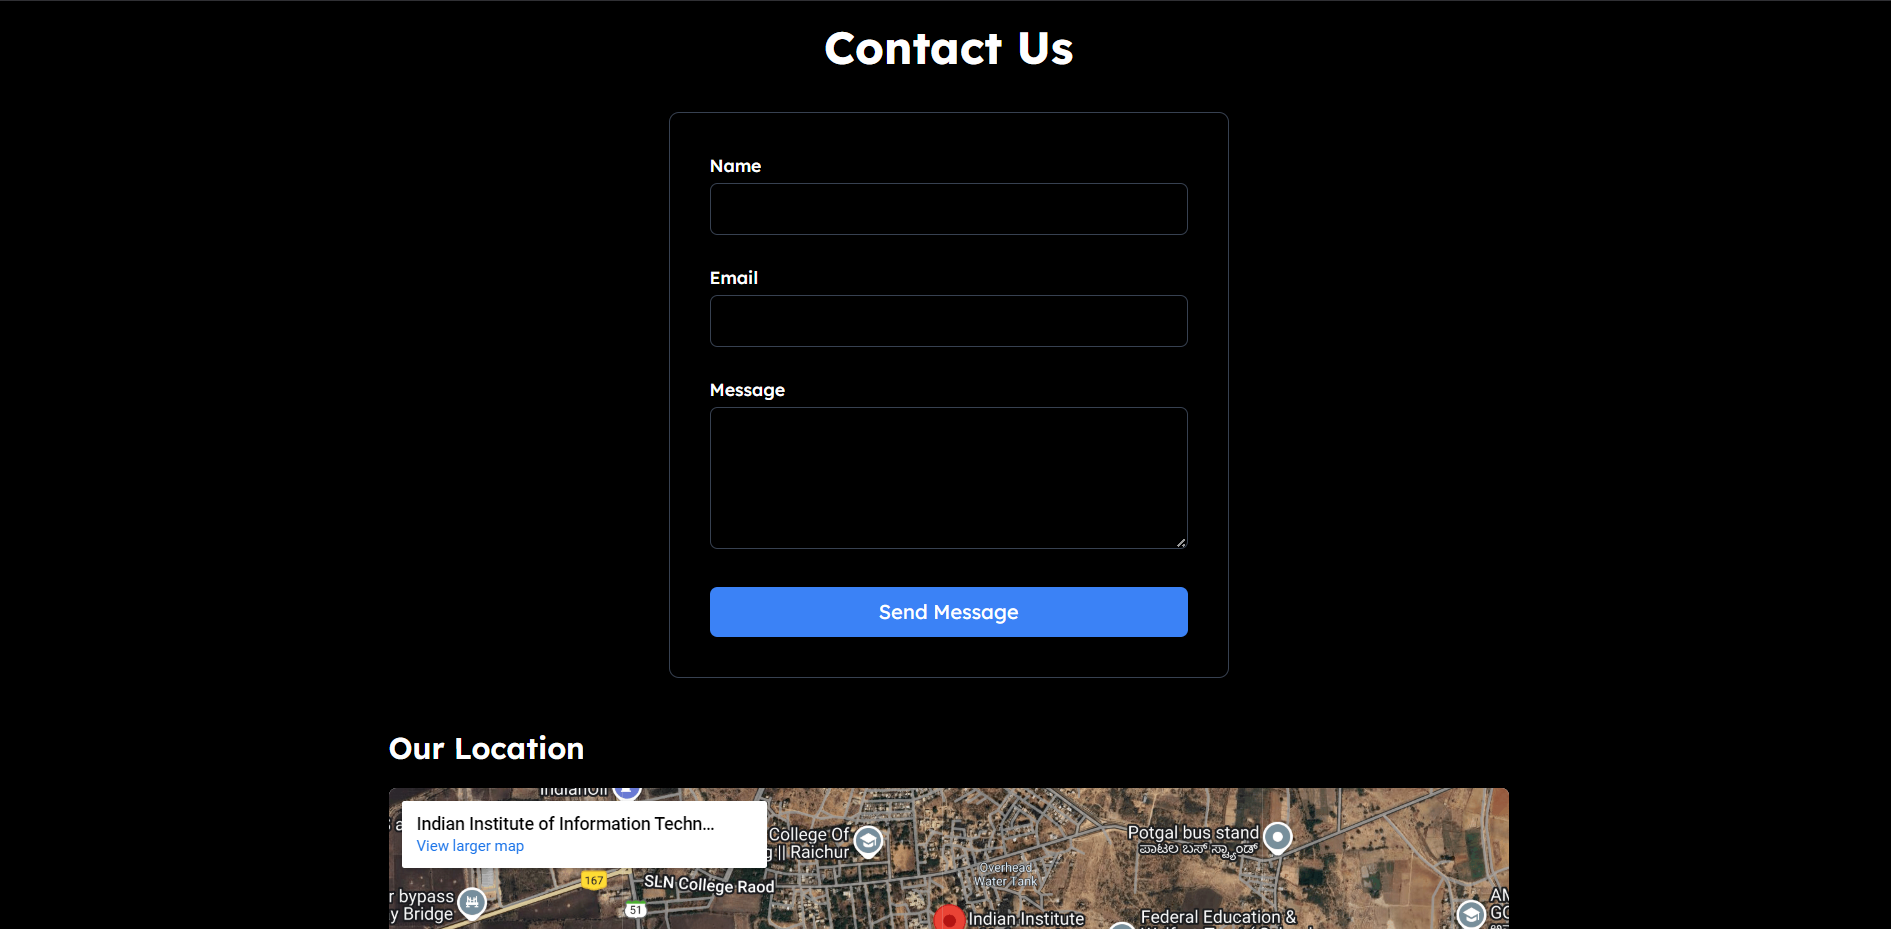 Contact Us
Name
Email
Message
Send Message
Our Location
IndianOil
Indian Institute of Information Techn...
View larger map
College Of
|| Raichur
Potgal bus stand
ಪಾಟಲ ಬಸ್ ಸ್ಟ್ಯಾಂಡ್
Overhead
Water Tank
167
SLN College Raod
51
r bypass
y Bridge
Indian Institute
Federal Education &